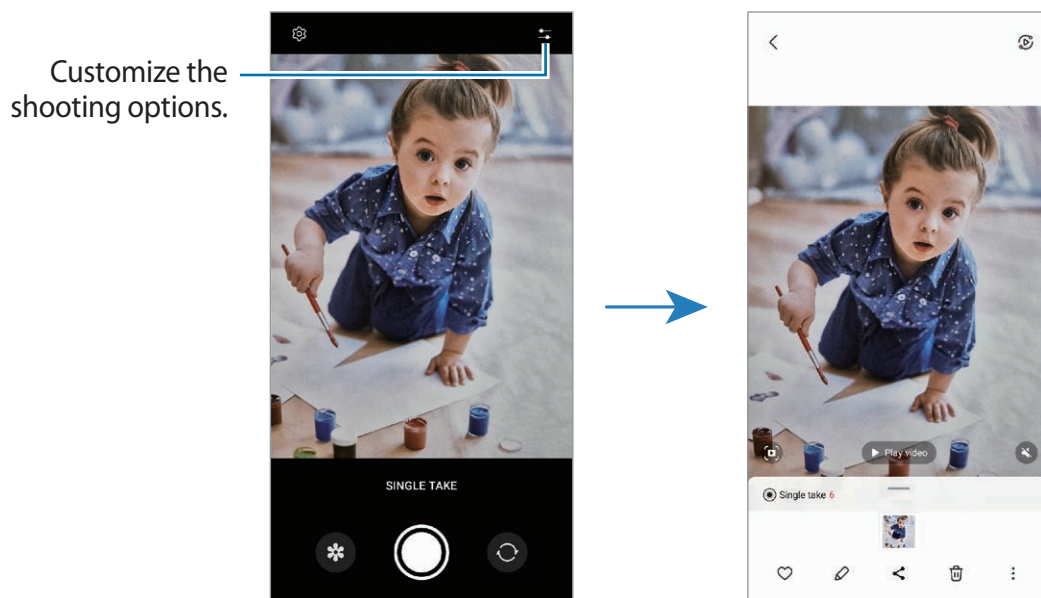 Customize the
shooting options.
SINGLE TAKE
Play video
Single take 6